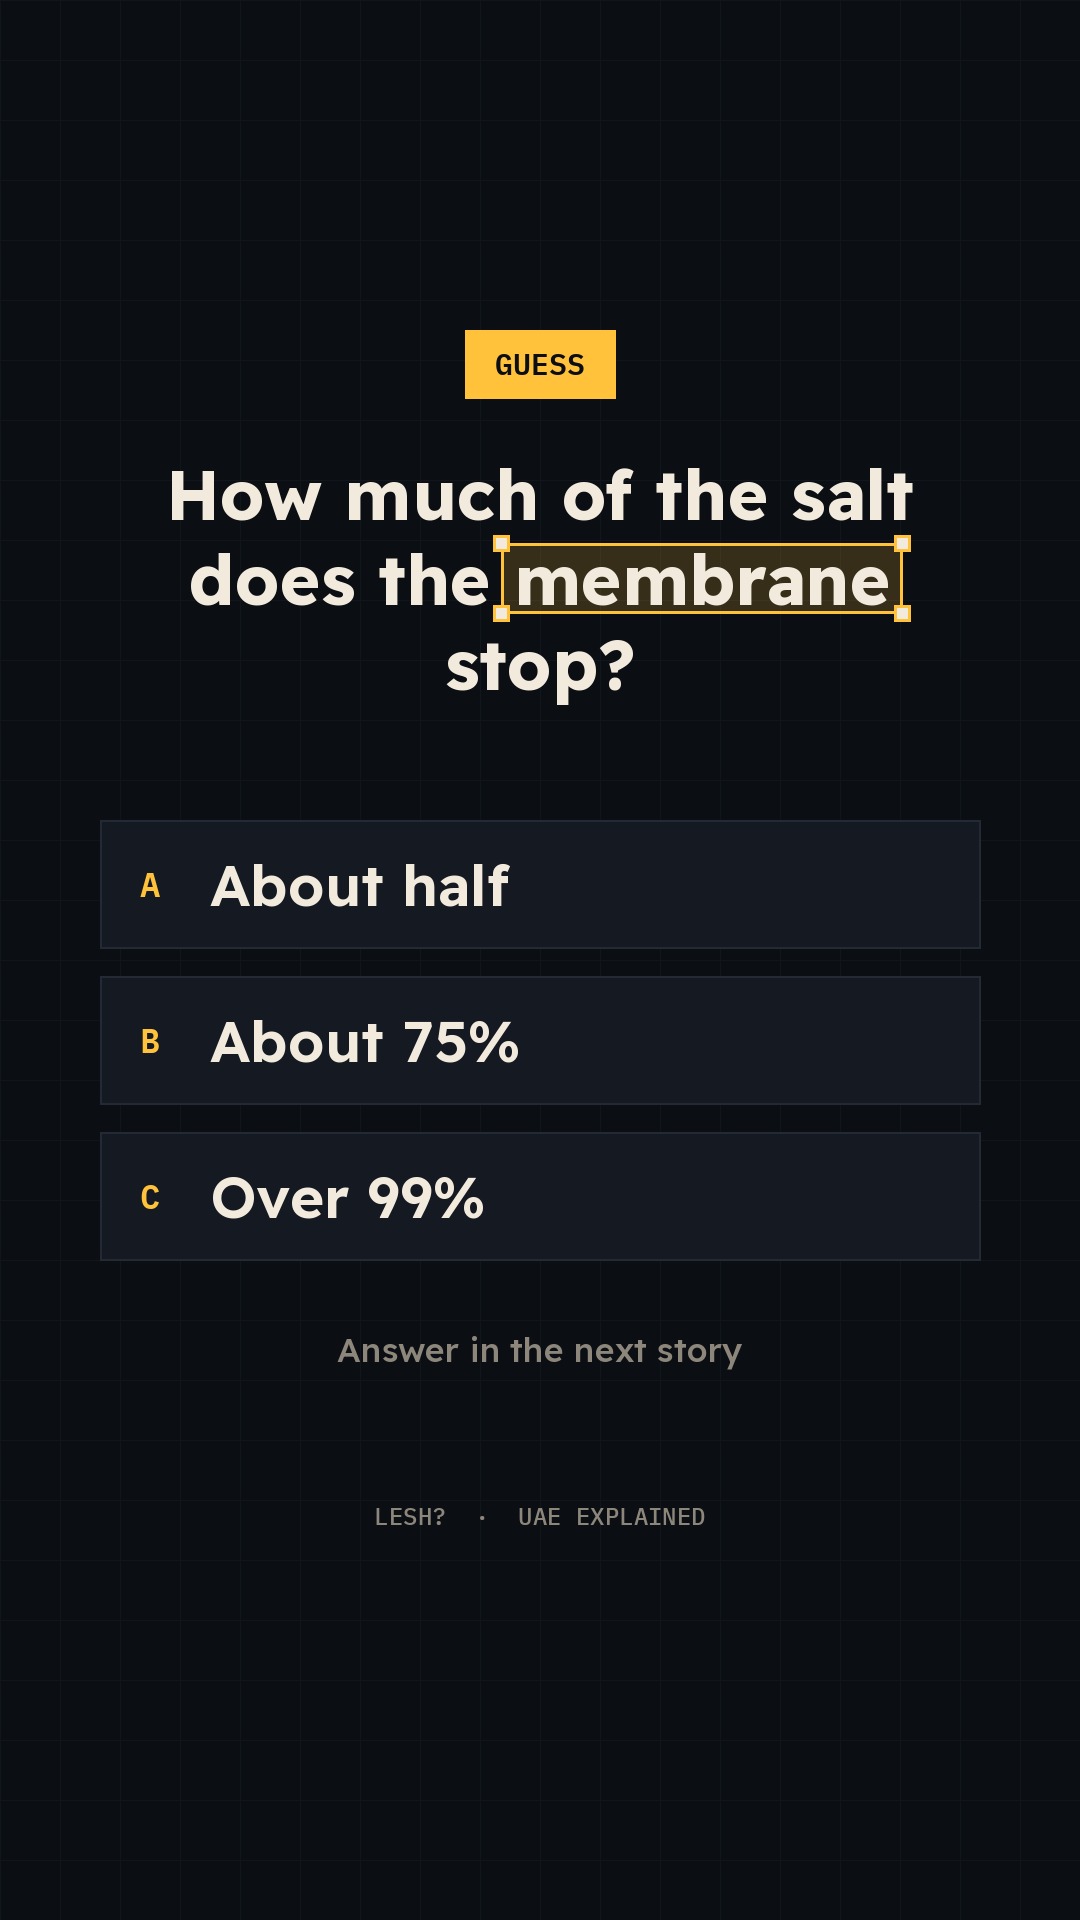 GUESS
How much of the salt
does the membrane
stop?
A About half
B About 75%
C Over 99%
Answer in the next story
LESH? · UAE EXPLAINED